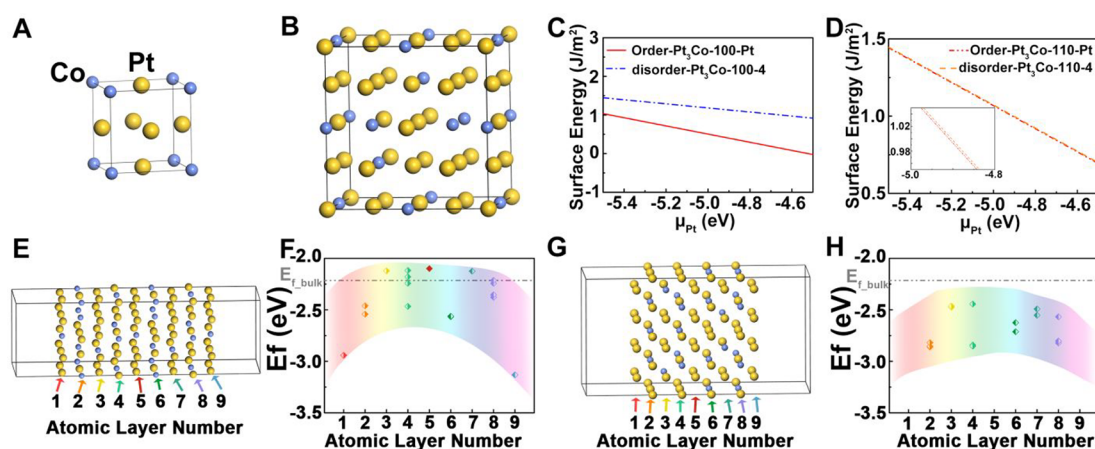 A
Co
Pt
B
C
Surface Energy (J/m²)
3
2
1
0
-1
Order-Pt₃Co-100-Pt
disorder-Pt₃Co-100-4
-5.4 -5.2 -5.0 -4.8 -4.6
μPt (eV)
D
Surface Energy (J/m²)
1.5
1.0
0.5
Order-Pt₃Co-110-Pt
disorder-Pt₃Co-110-4
1.02
0.98
-5.0 -4.8
-5.4 -5.2 -5.0 -4.8 -4.6
μPt (eV)
E
1 2 3 4 5 6 7 8 9
Atomic Layer Number
F
Ef (eV)
-2.0
E f_bulk
-2.5
-3.0
-3.5
1 2 3 4 5 6 7 8 9
Atomic Layer Number
G
1 2 3 4 5 6 7 8 9
Atomic Layer Number
H
Ef (eV)
-2.0
E f_bulk
-2.5
-3.0
-3.5
1 2 3 4 5 6 7 8 9
Atomic Layer Number